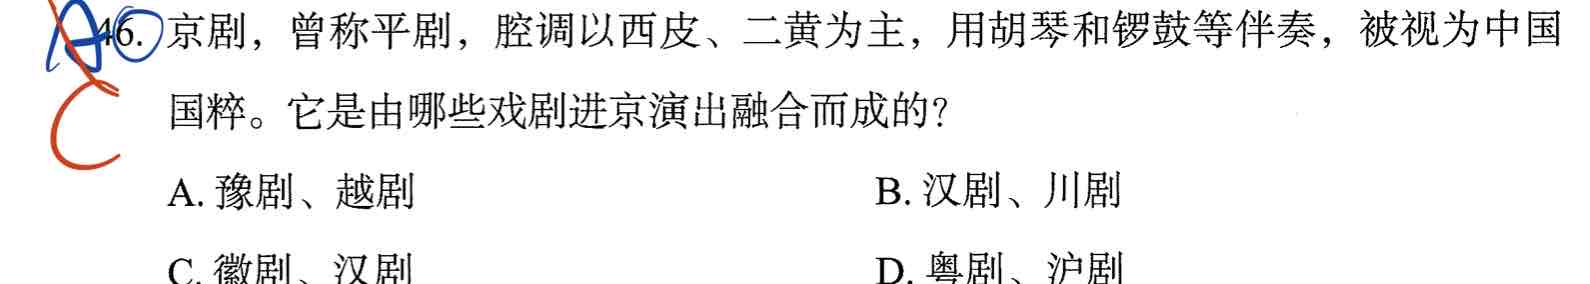 A
46. 京剧，曾称平剧，腔调以西皮、二黄为主，用胡琴和锣鼓等伴奏，被视为中国
C
国粹。它是由哪些戏剧进京演出融合而成的？
A. 豫剧、越剧
B. 汉剧、川剧
C. 徽剧、汉剧
D. 粤剧、沪剧